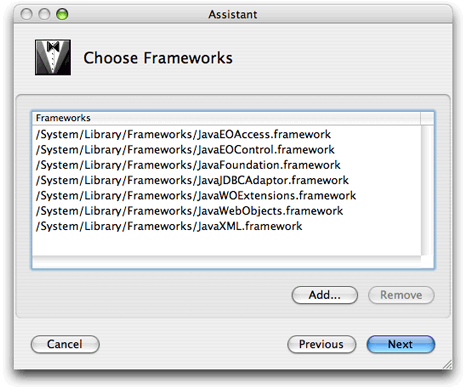 Assistant
Choose Frameworks
Frameworks
/System/Library/Frameworks/JavaEOAccess.framework
/System/Library/Frameworks/JavaEOControl.framework
/System/Library/Frameworks/JavaFoundation.framework
/System/Library/Frameworks/JavaJDBCAdaptor.framework
/System/Library/Frameworks/JavaWOExtensions.framework
/System/Library/Frameworks/JavaWebObjects.framework
/System/Library/Frameworks/JavaXML.framework
Add... Remove
Cancel Previous Next